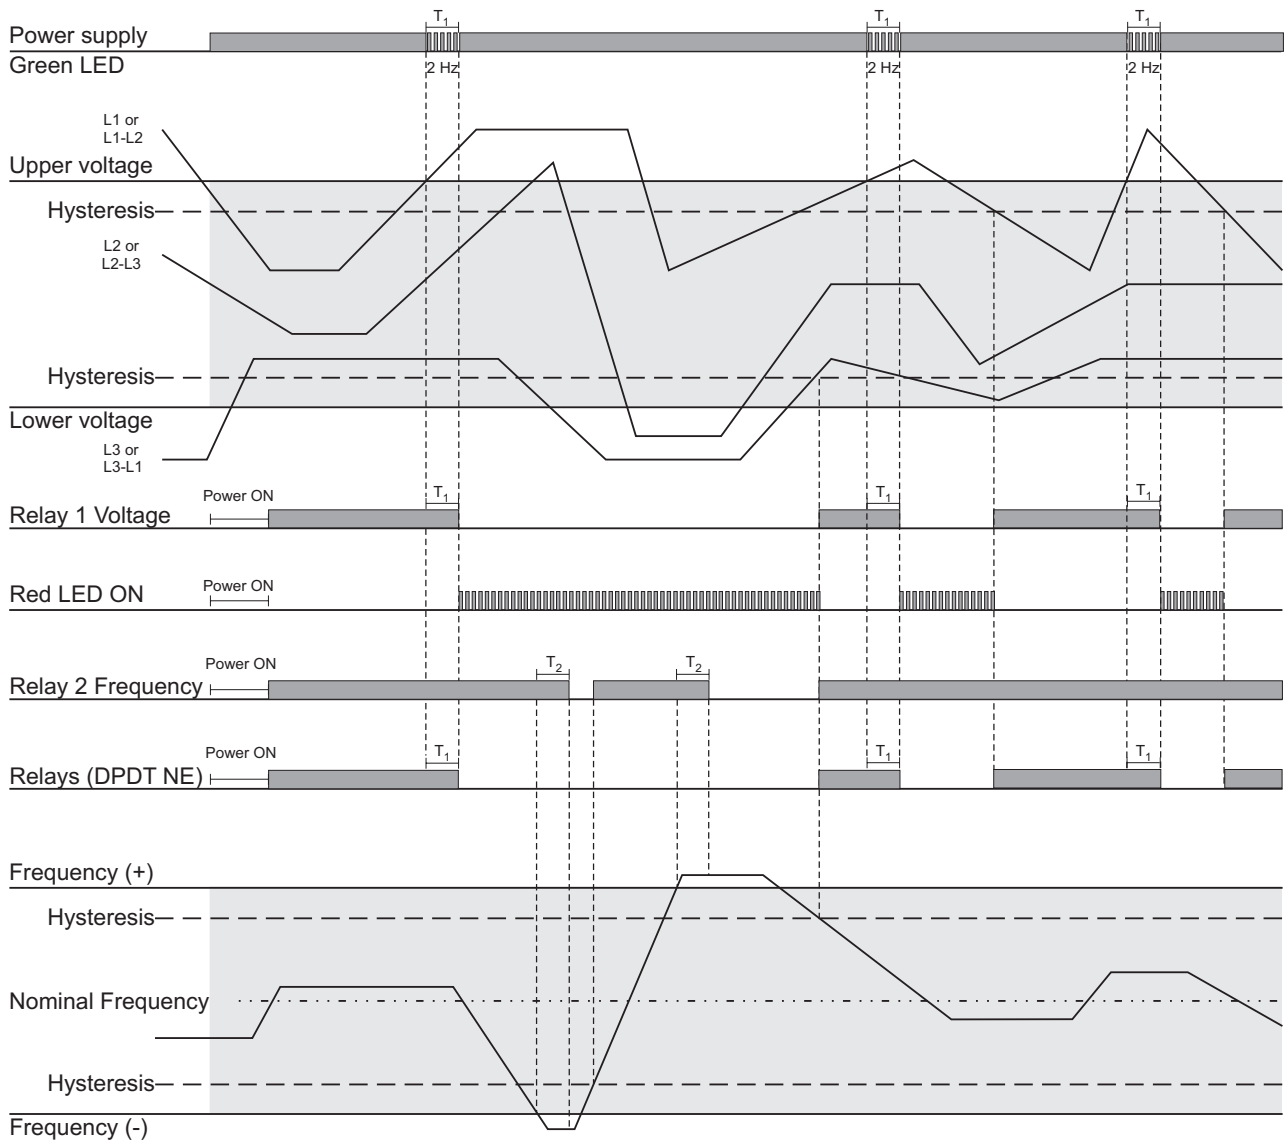 T1 T1 T1
Power supply
Green LED 2 Hz 2 Hz 2 Hz
L1 or
L1-L2
Upper voltage
Hysteresis
L2 or
L2-L3
Hysteresis
Lower voltage
L3 or
L3-L1
Power ON T1 T1 T1
Relay 1 Voltage
Power ON
Red LED ON
Power ON T2 T2
Relay 2 Frequency
Power ON T1 T1 T1
Relays (DPDT NE)
Frequency (+)
Hysteresis
Nominal Frequency
Hysteresis
Frequency (-)